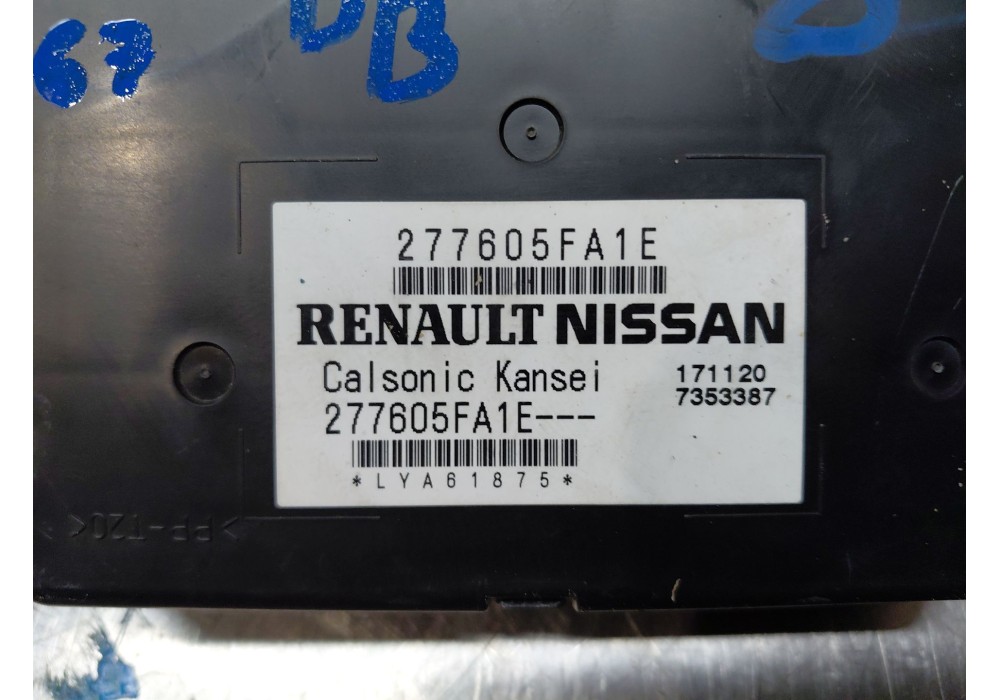 67
DB
277605FA1E
RENAULT NISSAN
Calsonic Kansei
171120
7353387
277605FA1E---
*LYA61875*
>PP-T20<